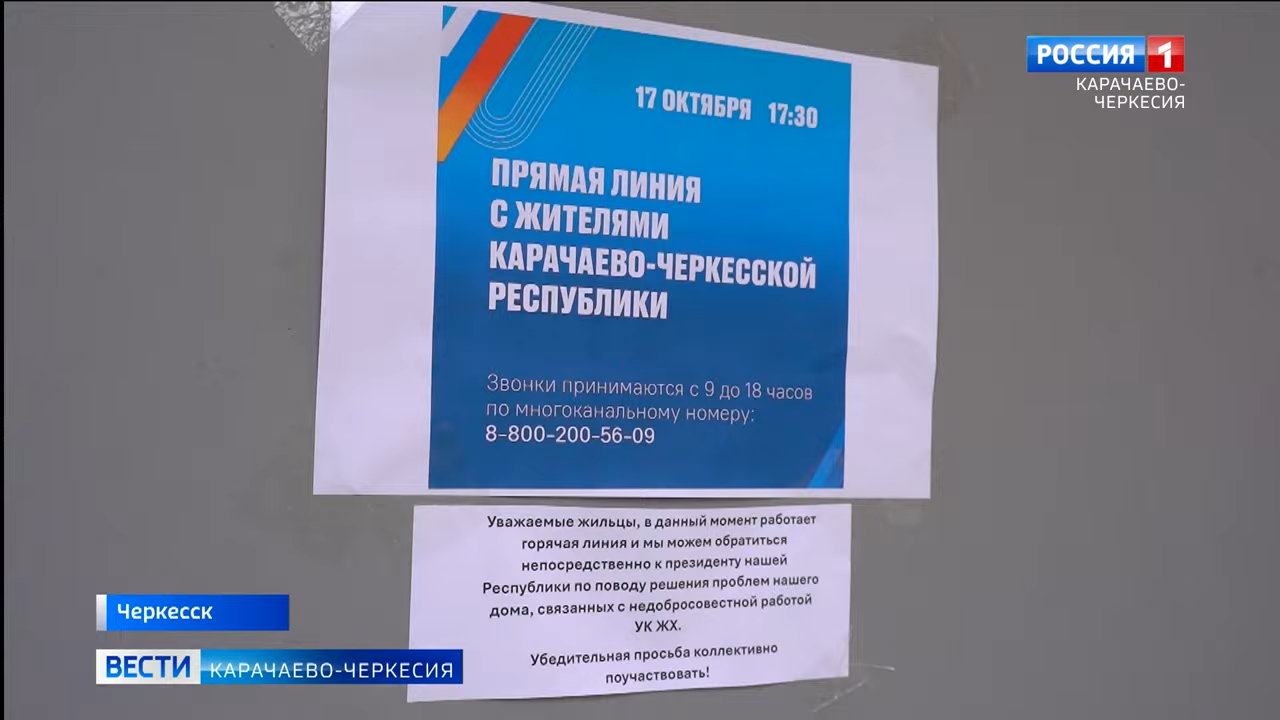 РОССИЯ 1
КАРАЧАЕВО-
ЧЕРКЕСИЯ
17 ОКТЯБРЯ 17:30
ПРЯМАЯ ЛИНИЯ
С ЖИТЕЛЯМИ
КАРАЧАЕВО-ЧЕРКЕССКОЙ
РЕСПУБЛИКИ
Звонки принимаются с 9 до 18 часов
по многоканальному номеру:
8-800-200-56-09
Уважаемые жильцы, в данный момент работает
горячая линия и мы можем обратиться
непосредственно к президенту нашей
Республики по поводу решения проблем нашего
дома, связанных с недобросовестной работой
УК ЖХ.
Убедительная просьба коллективно
поучаствовать!
Черкесск
ВЕСТИ КАРАЧАЕВО-ЧЕРКЕСИЯ